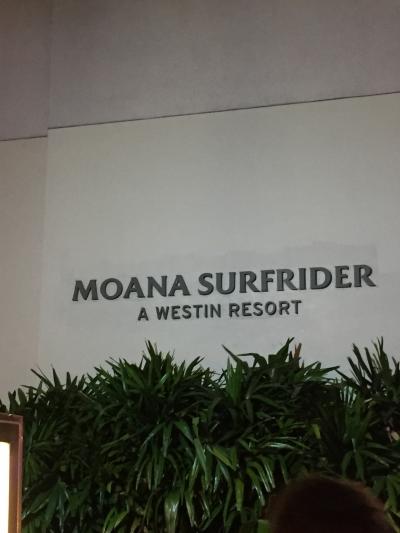 MOANA SURFRIDER
A WESTIN RESORT